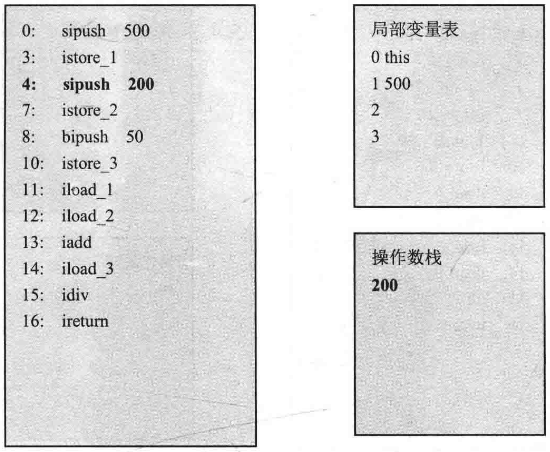 0: sipush 500
3: istore_1
4: sipush 200
7: istore_2
8: bipush 50
10: istore_3
11: iload_1
12: iload_2
13: iadd
14: iload_3
15: idiv
16: ireturn
局部变量表
0 this
1 500
2
3
操作数栈
200